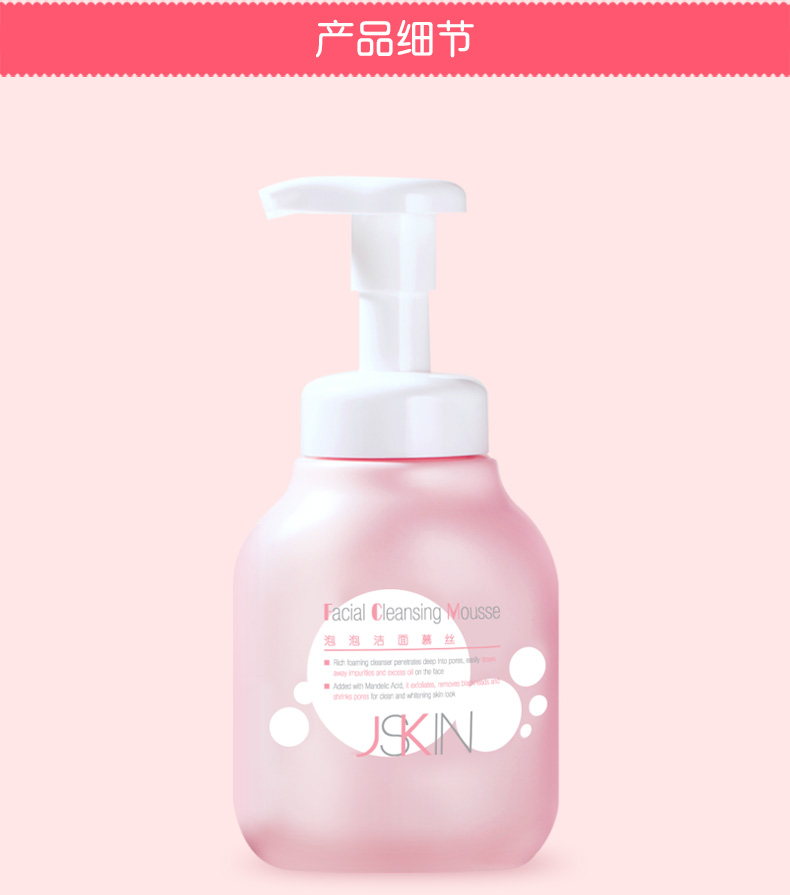 产品细节
Facial Cleansing Mousse
泡泡洁面慕丝
Rich foaming cleanser penetrates deep into pores, easily
away impurities and excess oil on the face
Added with Mandelic Acid, it exfoliates, removes blackheads and
shrinks pores for clean and whitening skin look
JSKIN